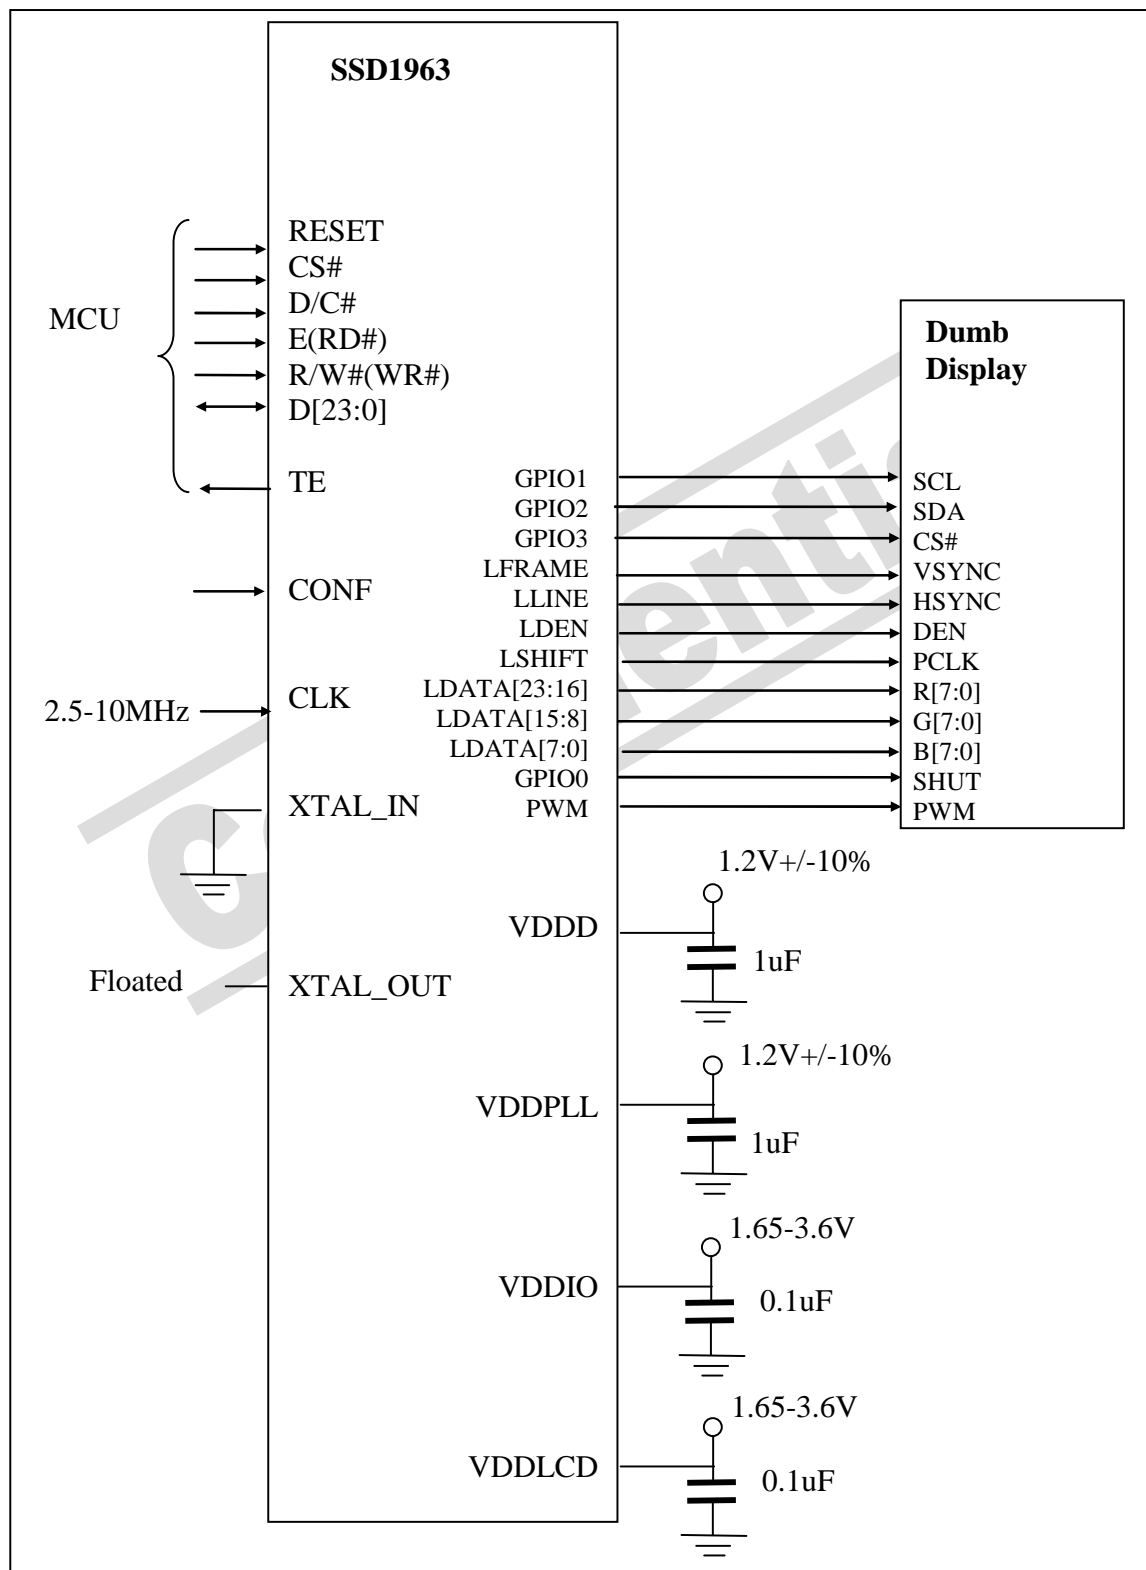 SSD1963
MCU
RESET
CS#
D/C#
E(RD#)
R/W#(WR#)
D[23:0]
TE
CONF
2.5-10MHz
CLK
XTAL_IN
Floated
XTAL_OUT
GPIO1
GPIO2
GPIO3
LFRAME
LLINE
LDEN
LSHIFT
LDATA[23:16]
LDATA[15:8]
LDATA[7:0]
GPIO0
PWM
Dumb
Display
SCL
SDA
CS#
VSYNC
HSYNC
DEN
PCLK
R[7:0]
G[7:0]
B[7:0]
SHUT
PWM
VDDD
1.2V+/-10%
1uF
VDDPLL
1.2V+/-10%
1uF
VDDIO
1.65-3.6V
0.1uF
VDDLCD
1.65-3.6V
0.1uF